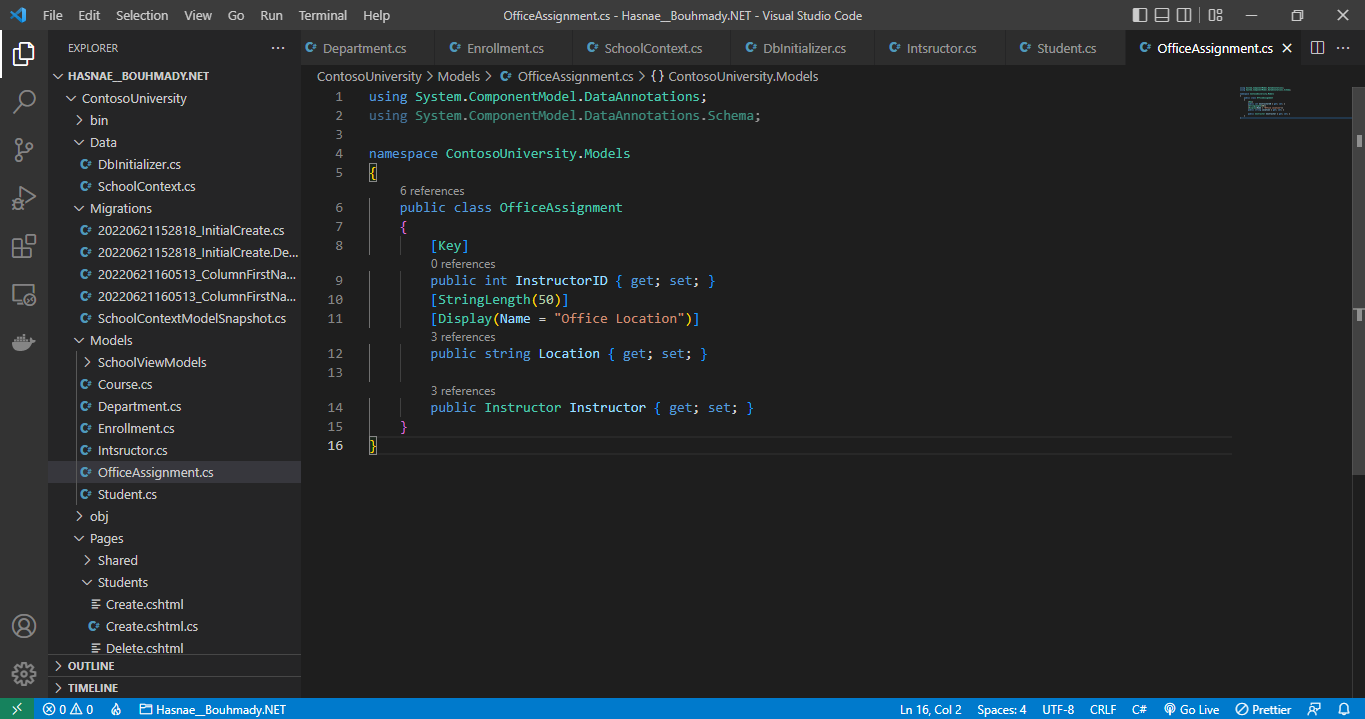 File Edit Selection View Go Run Terminal Help OfficeAssignment.cs - Hasnae__Bouhmady.NET - Visual Studio Code
EXPLORER ...
HASNAE__BOUHMADY.NET
ContosoUniversity
bin
Data
C# DbInitializer.cs
C# SchoolContext.cs
Migrations
C# 20220621152818_InitialCreate.cs
C# 20220621152818_InitialCreate.De...
C# 20220621160513_ColumnFirstNa...
C# 20220621160513_ColumnFirstNa...
C# SchoolContextModelSnapshot.cs
Models
SchoolViewModels
C# Course.cs
C# Department.cs
C# Enrollment.cs
C# Intsructor.cs
C# OfficeAssignment.cs
C# Student.cs
obj
Pages
Shared
Students
Create.cshtml
C# Create.cshtml.cs
Delete.cshtml
OUTLINE
TIMELINE
C# Department.cs C# Enrollment.cs C# SchoolContext.cs C# DbInitializer.cs C# Intsructor.cs C# Student.cs C# OfficeAssignment.cs
ContosoUniversity > Models > C# OfficeAssignment.cs > {} ContosoUniversity.Models
1 using System.ComponentModel.DataAnnotations;
2 using System.ComponentModel.DataAnnotations.Schema;
3
4 namespace ContosoUniversity.Models
5 {
6 references
6 public class OfficeAssignment
7 {
8 [Key]
0 references
9 public int InstructorID { get; set; }
10 [StringLength(50)]
11 [Display(Name = "Office Location")]
3 references
12 public string Location { get; set; }
13
3 references
14 public Instructor Instructor { get; set; }
15 }
16 }
0 0 Hasnae__Bouhmady.NET Ln 16, Col 2 Spaces: 4 UTF-8 CRLF C# Go Live Prettier